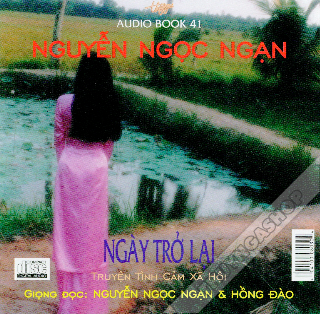 AUDIO BOOK 41
NGUYỄN NGỌC NGẠN
NGÀY TRỞ LẠI
TRUYỆN TÌNH CẢM XÃ HỘI
GIỌNG ĐỌC: NGUYỄN NGỌC NGẠN & HỒNG ĐÀO